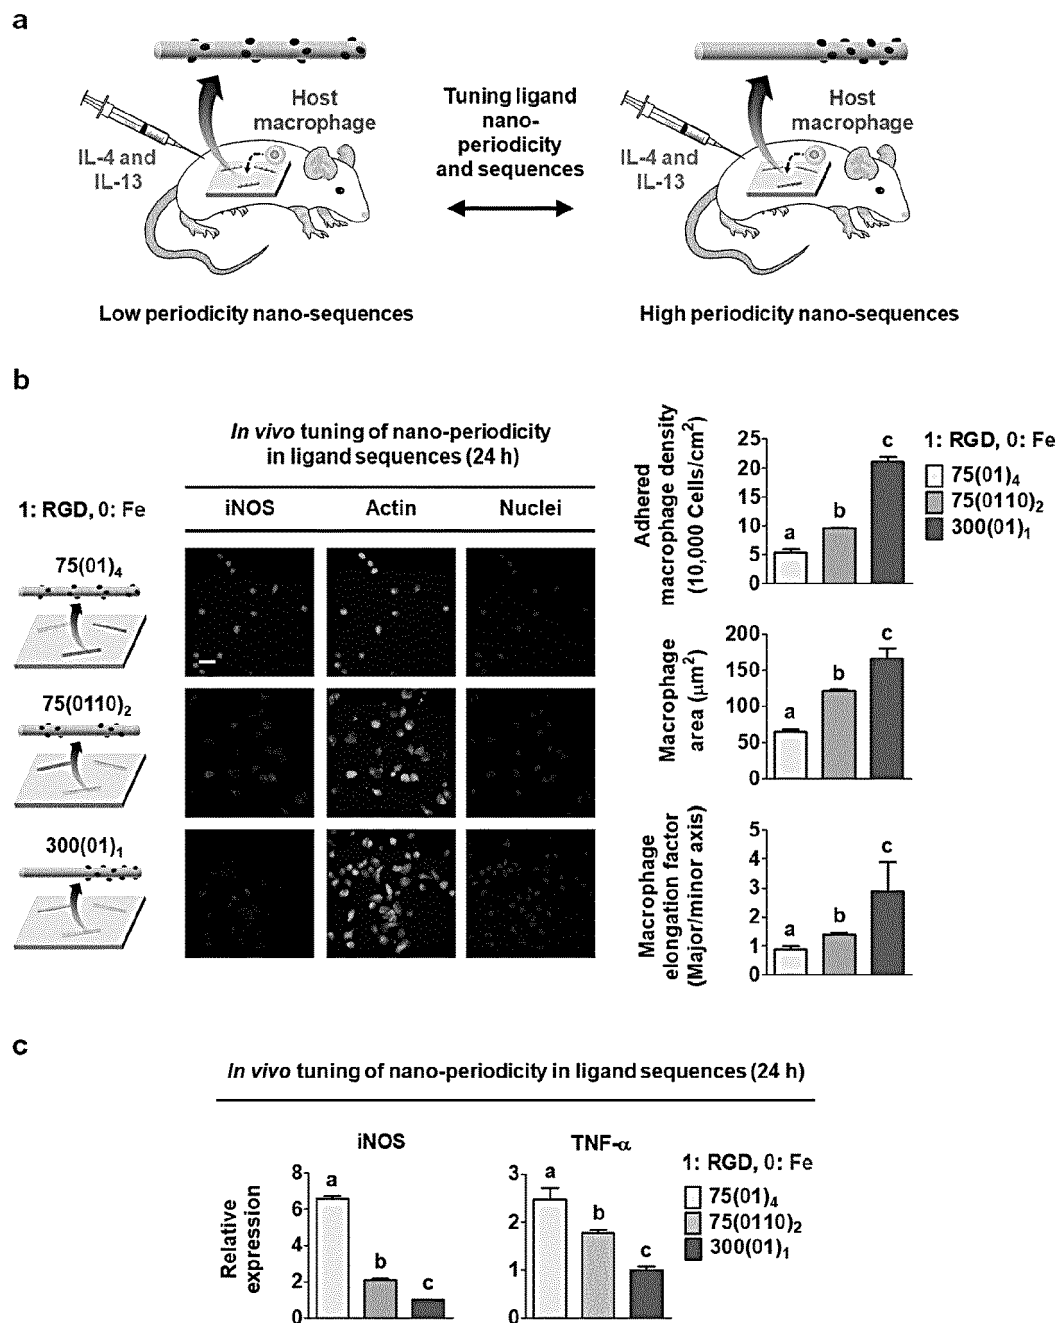 a
Host
macrophage
IL-4 and
IL-13
Tuning ligand
nano-
periodicity
and sequences
Host
macrophage
IL-4 and
IL-13
Low periodicity nano-sequences
High periodicity nano-sequences
b
In vivo tuning of nano-periodicity
in ligand sequences (24 h)
1: RGD, 0: Fe
iNOS
Actin
Nuclei
75(01)₄
75(0110)₂
300(01)₁
Adhered
macrophage density
(10,000 Cells/cm²)
25
20
15
10
5
0
a
b
c
1: RGD, 0: Fe
75(01)₄
75(0110)₂
300(01)₁
Macrophage
area (μm²)
200
150
100
50
0
a
b
c
Macrophage
elongation factor
(Major/minor axis)
5
4
3
2
1
0
a
b
c
c
In vivo tuning of nano-periodicity in ligand sequences (24 h)
iNOS
Relative
expression
8
6
4
2
0
a
b
c
TNF-α
3
2
1
0
a
b
c
1: RGD, 0: Fe
75(01)₄
75(0110)₂
300(01)₁